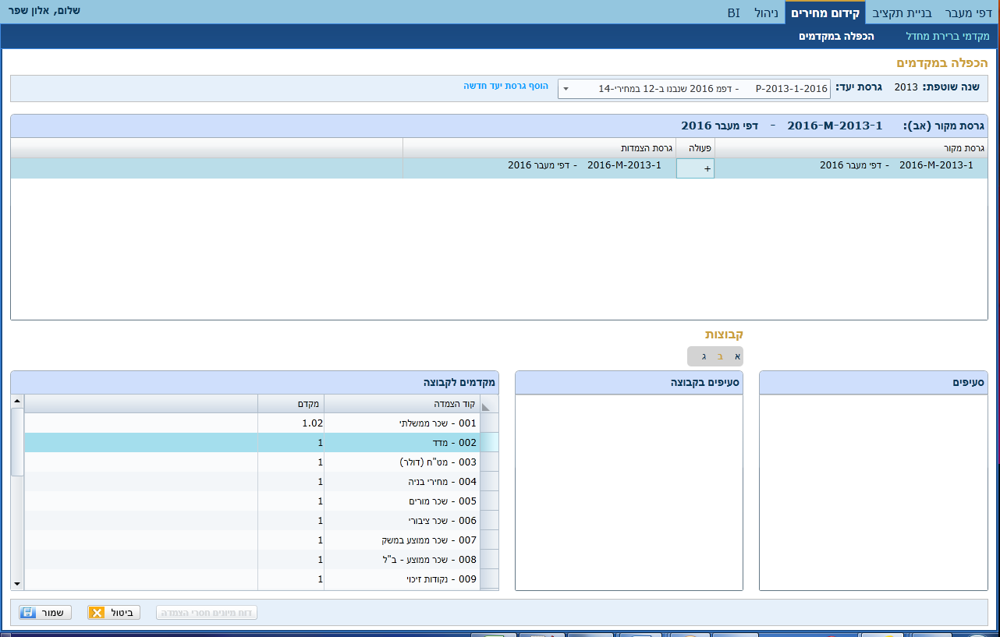 דפי מעבר בניית תקציב קידום מחירים ניהול BI שלום, אלון שפר
מקדמי ברירת מחדל הכפלה במקדמים
הכפלה במקדמים
שנה שוטפת: 2013 גרסת יעד: P-2013-1-2016 - דפמ 2016 שנבנו ב-12 במחירי-14 הוסף גרסת יעד חדשה
גרסת מקור (אב): 2016-M-2013-1 - דפי מעבר 2016
גרסת מקור פעולה גרסת הצמדות
2016-M-2013-1 - דפי מעבר 2016 + 2016-M-2013-1 - דפי מעבר 2016
קבוצות
א ב ג
סעיפים סעיפים בקבוצה מקדמים לקבוצה
קוד הצמדה מקדם
001 - שכר ממשלתי 1.02
002 - מדד 1
003 - מט"ח (דולר) 1
004 - מחירי בניה 1
005 - שכר מורים 1
006 - שכר ציבורי 1
007 - שכר ממוצע במשק 1
008 - שכר ממוצע - ב"ל 1
009 - נקודות זיכוי 1
דוח מיונים חסרי הצמדה ביטול שמור